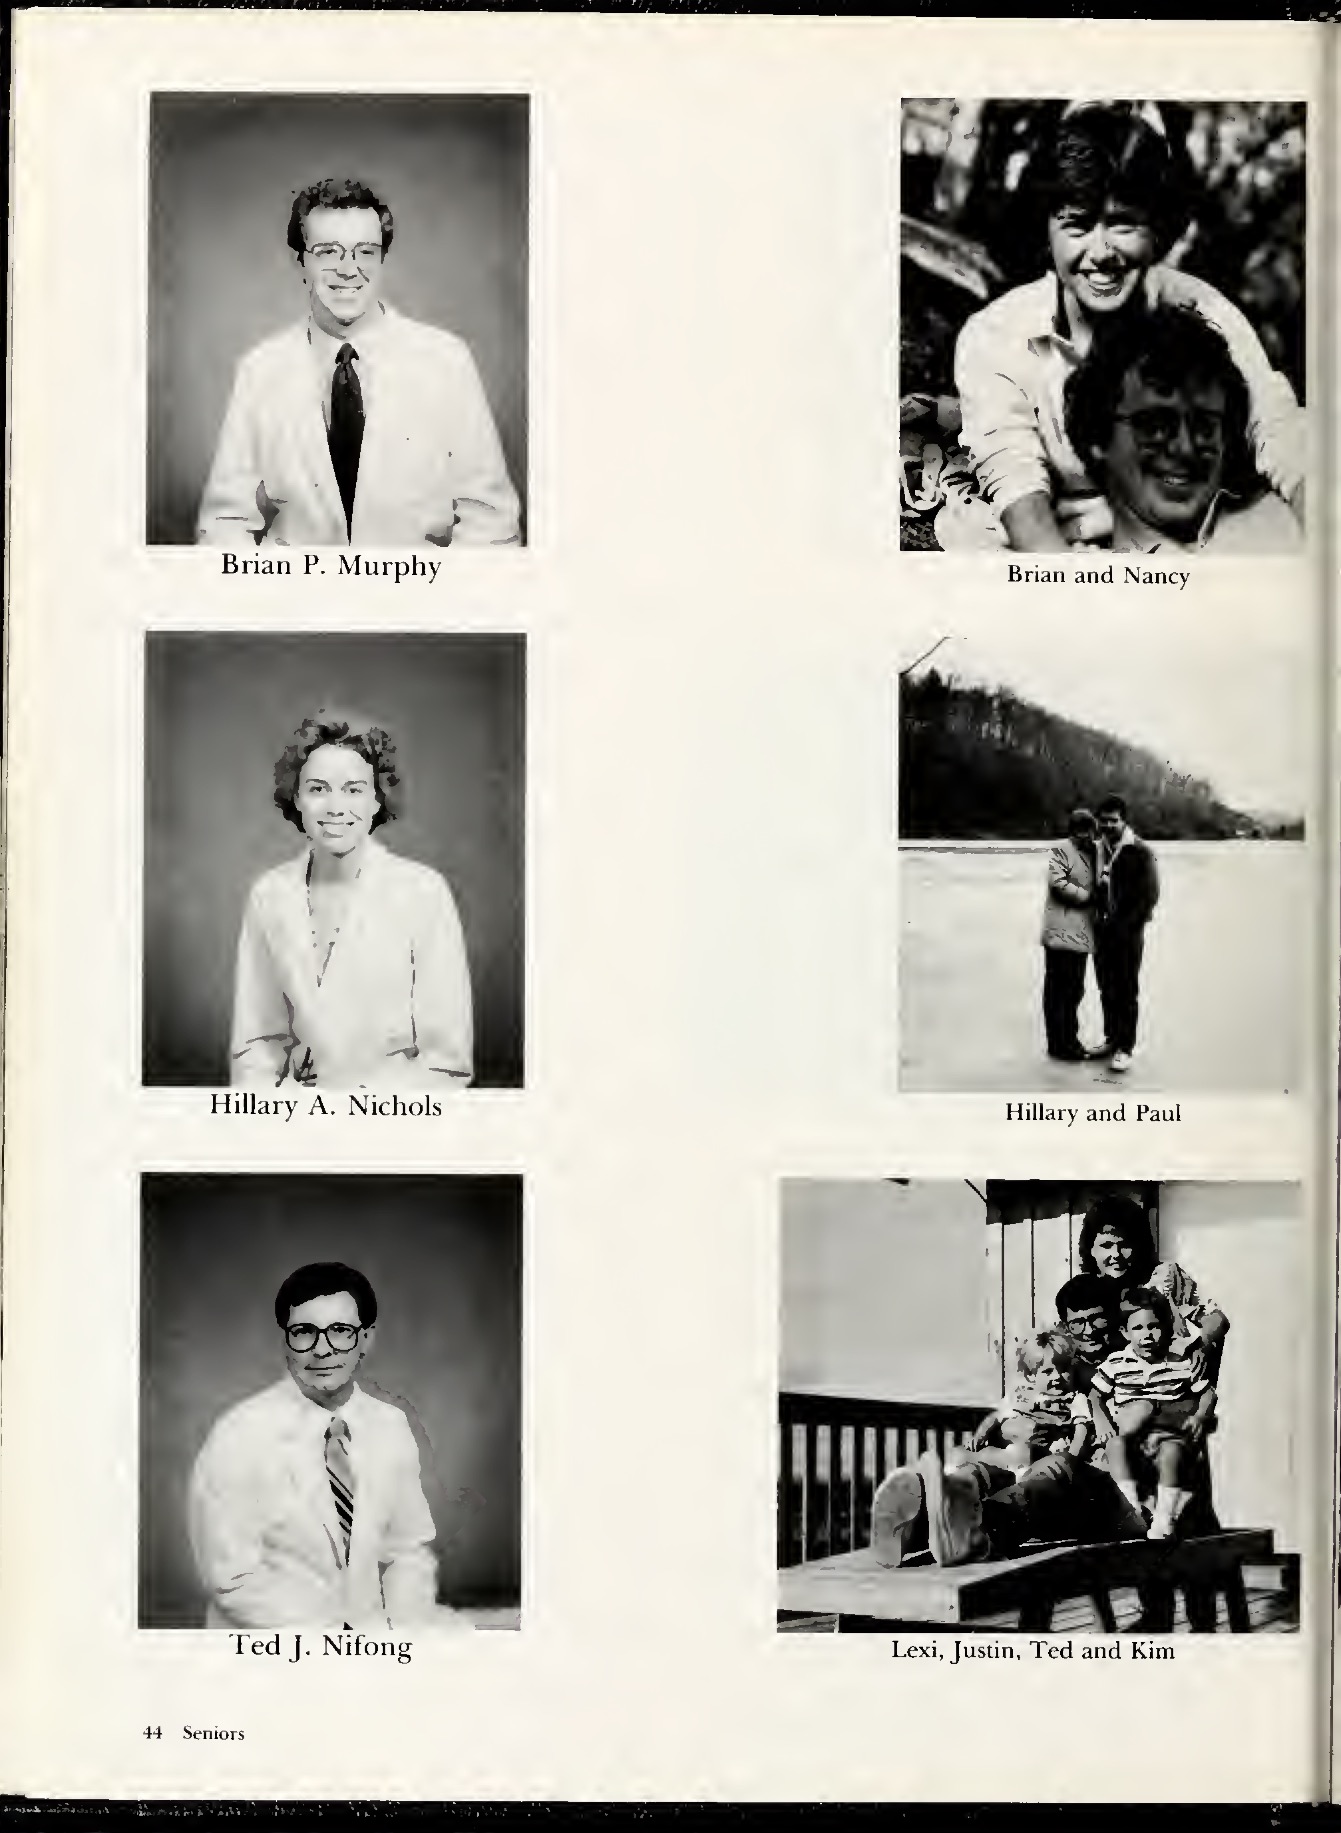 Brian P. Murphy
Brian and Nancy
Hillary A. Nichols
Hillary and Paul
Ted J. Nifong
Lexi, Justin, Ted and Kim
44 Seniors